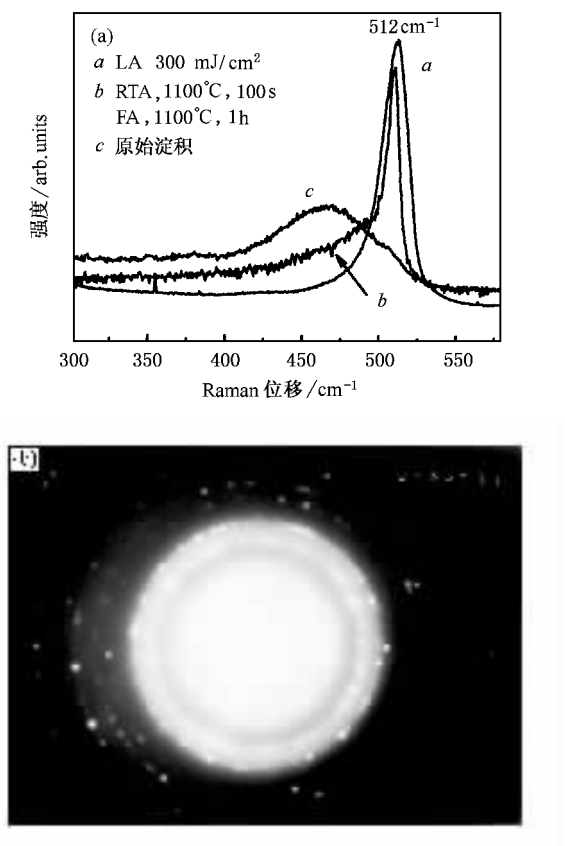 (a)
512cm⁻¹
a LA 300 mJ/cm²
a
b RTA,1100℃, 100s
FA,1100℃, 1h
c 原始淀积
c
b
强度/arb.units
300 350 400 450 500 550
Raman 位移/cm⁻¹